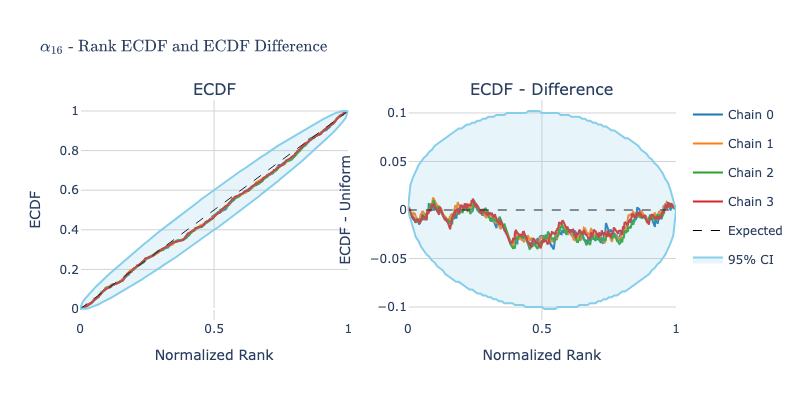 α₁₆ - Rank ECDF and ECDF Difference
ECDF
ECDF - Difference
1
0.8
0.6
0.4
0.2
0
ECDF
0
0.5
1
Normalized Rank
0.1
0.05
0
−0.05
−0.1
ECDF - Uniform
0
0.5
1
Normalized Rank
Chain 0
Chain 1
Chain 2
Chain 3
Expected
95% CI